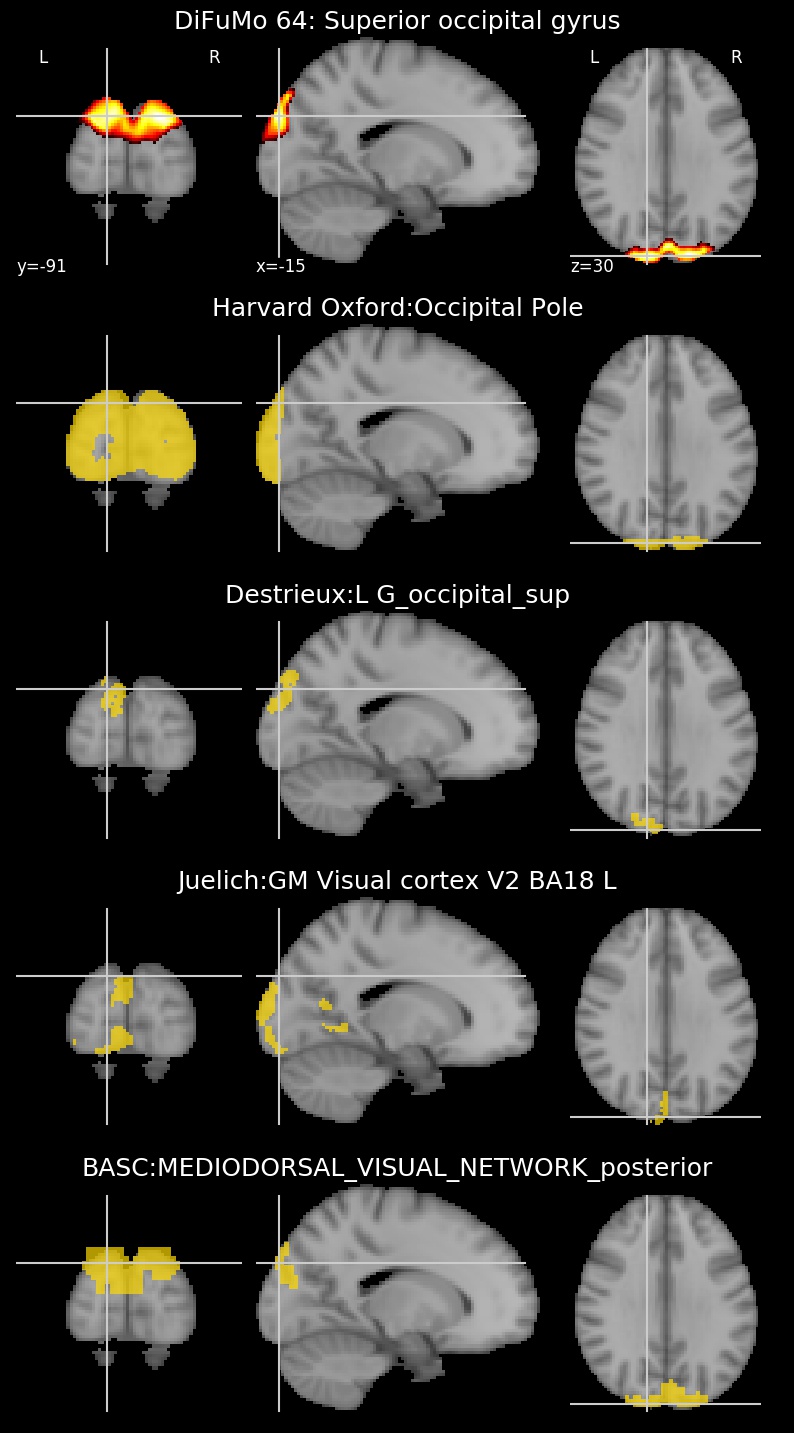 DiFuMo 64: Superior occipital gyrus
L R L R
y=-91 x=-15 z=30
Harvard Oxford:Occipital Pole
Destrieux:L G_occipital_sup
Juelich:GM Visual cortex V2 BA18 L
BASC:MEDIODORSAL_VISUAL_NETWORK_posterior